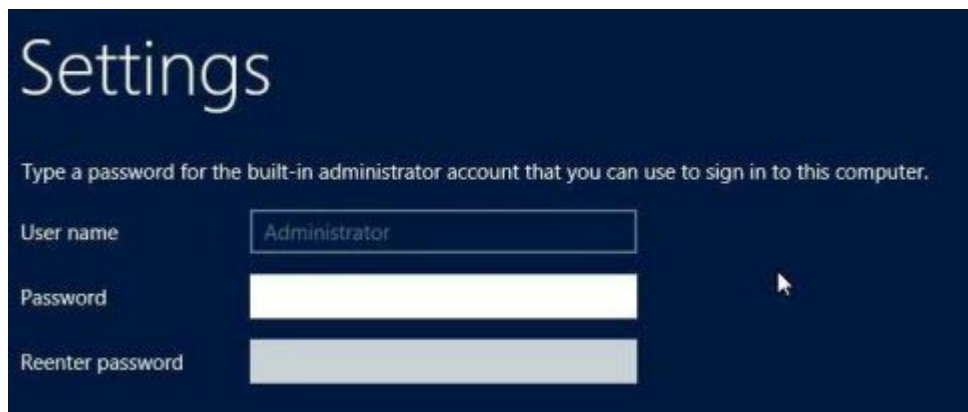 Settings
Type a password for the built-in administrator account that you can use to sign in to this computer.
User name
Administrator
Password
Reenter password